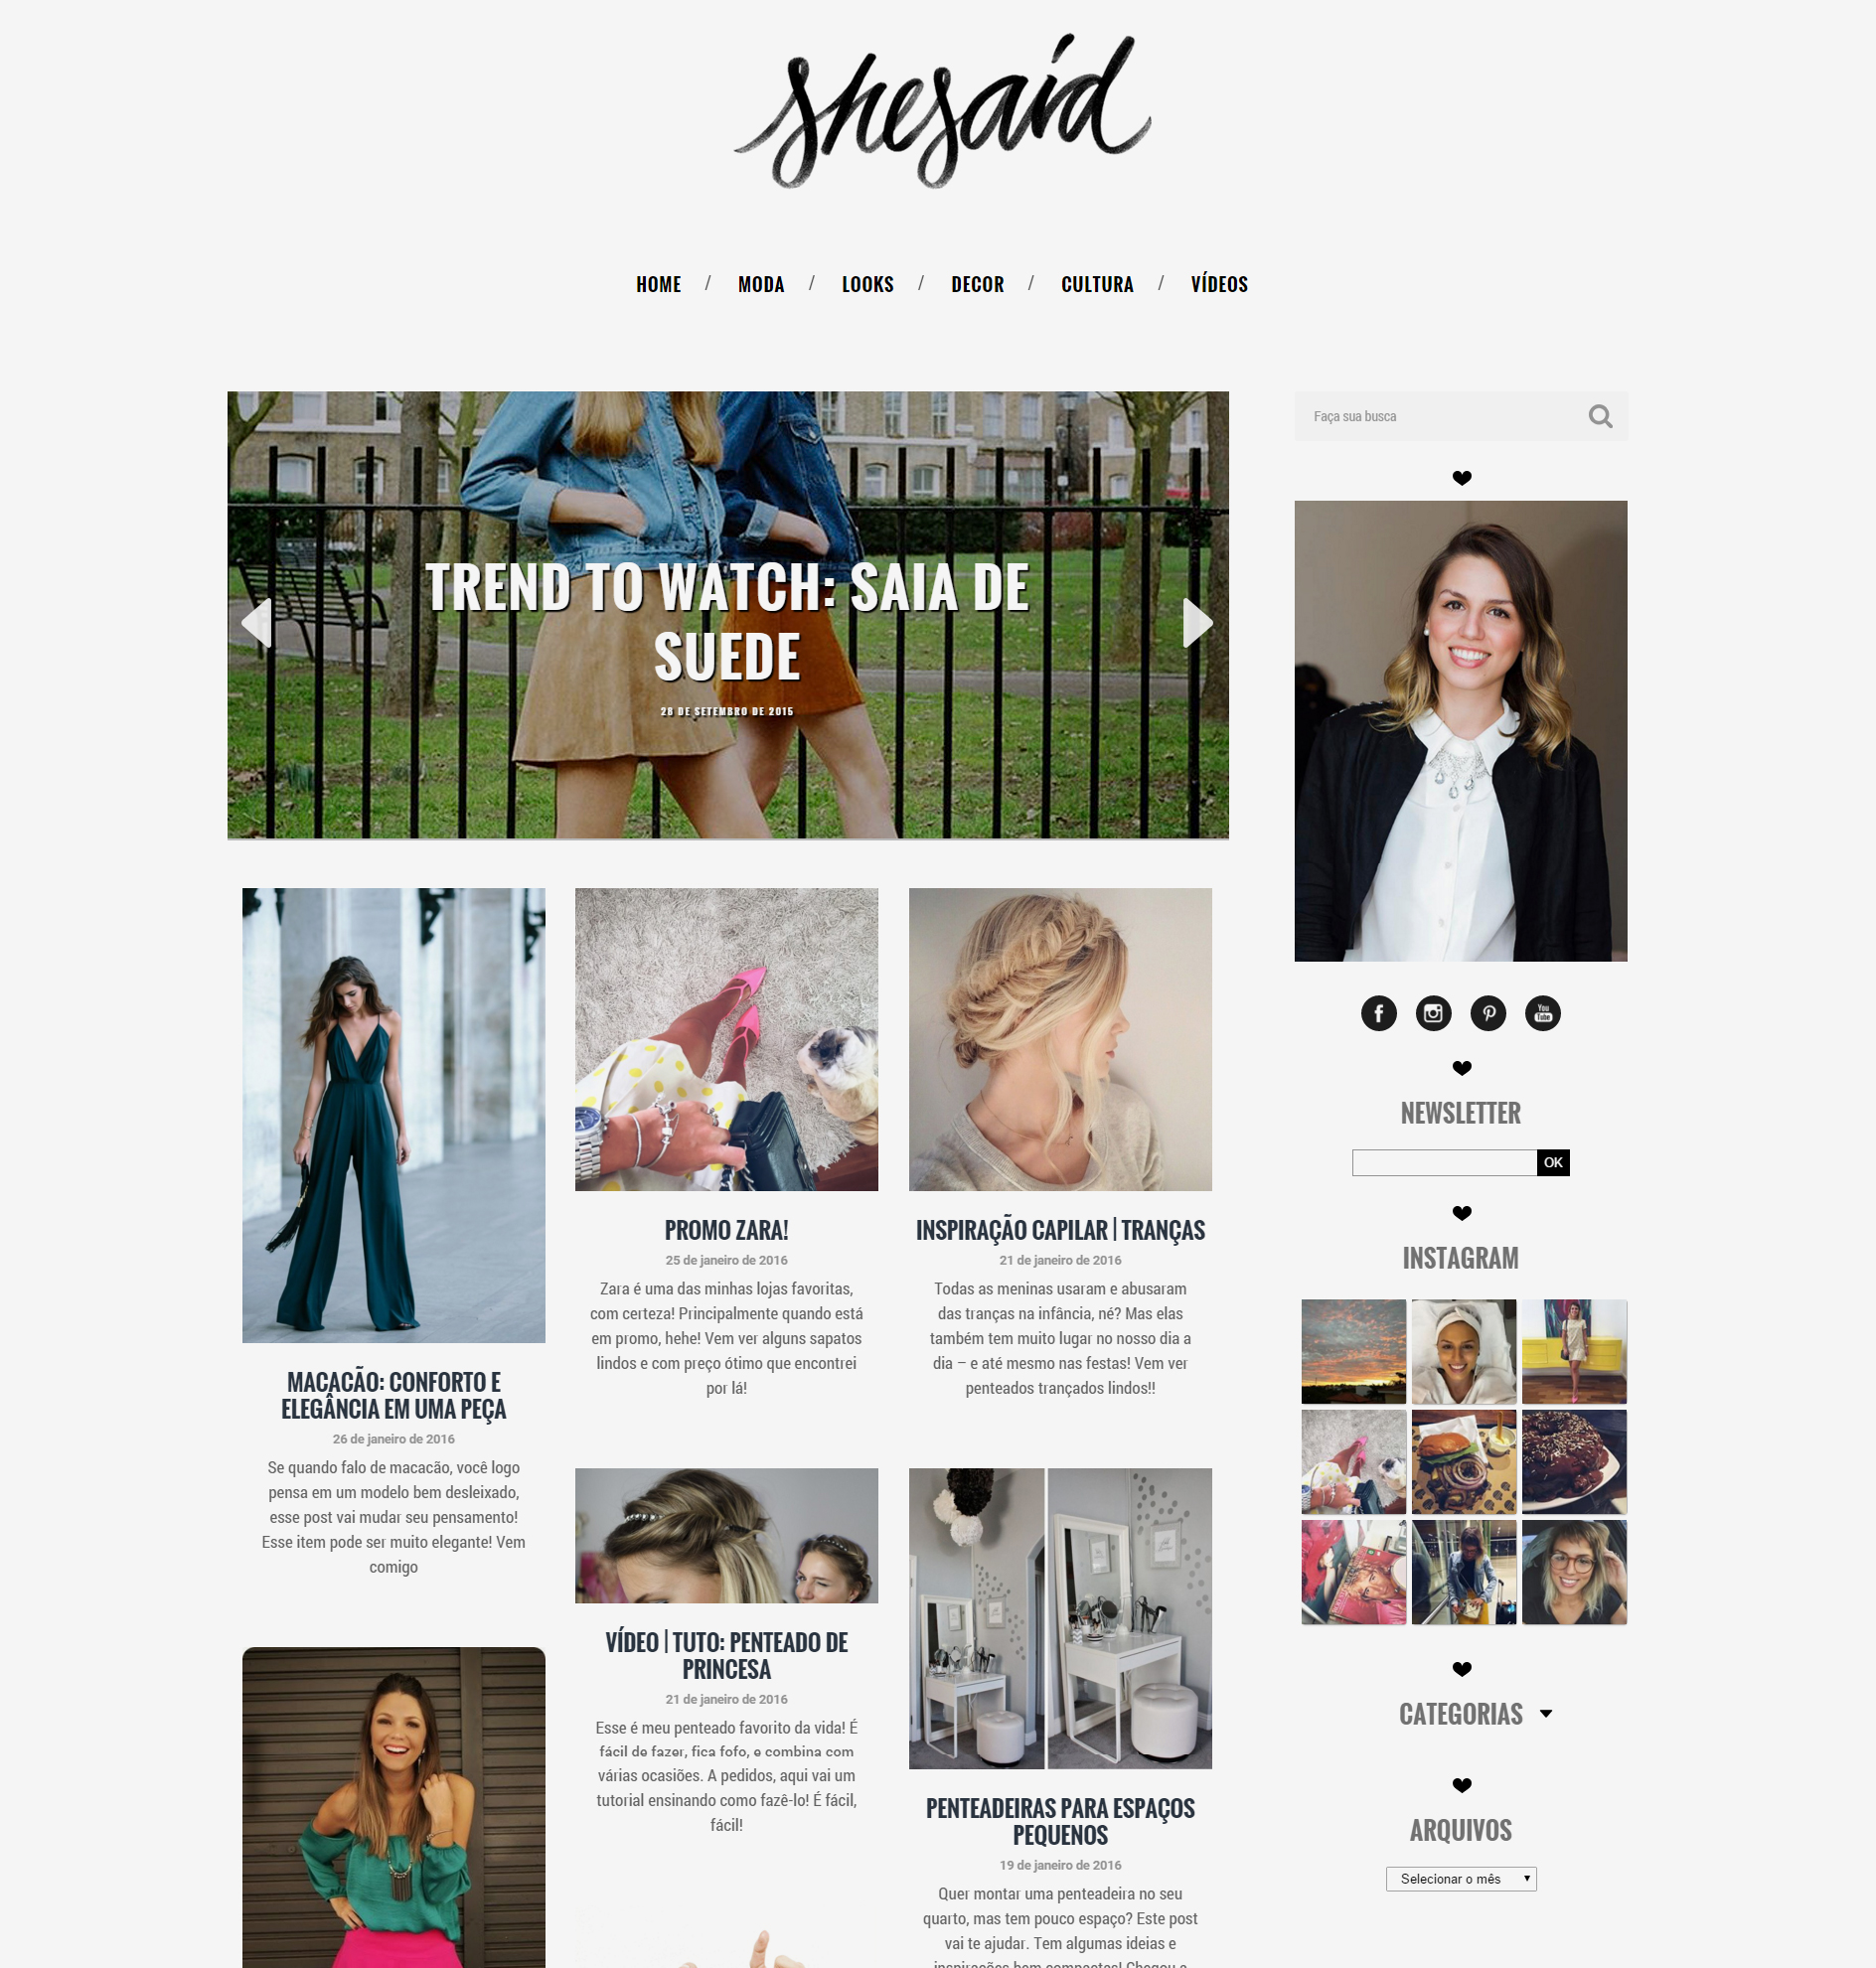 shesaid
HOME / MODA / LOOKS / DECOR / CULTURA / VÍDEOS
TREND TO WATCH: SAIA DE
SUEDE
28 DE SETEMBRO DE 2015
Faça sua busca
MACACÃO: CONFORTO E
ELEGÂNCIA EM UMA PEÇA
26 de janeiro de 2016
Se quando falo de macacão, você logo
pensa em um modelo bem desleixado,
esse post vai mudar seu pensamento!
Esse item pode ser muito elegante! Vem
comigo
PROMO ZARA!
25 de janeiro de 2016
Zara é uma das minhas lojas favoritas,
com certeza! Principalmente quando está
em promo, hehe! Vem ver alguns sapatos
lindos e com preço ótimo que encontrei
por lá!
INSPIRAÇÃO CAPILAR | TRANÇAS
21 de janeiro de 2016
Todas as meninas usaram e abusaram
das tranças na infância, né? Mas elas
também tem muito lugar no nosso dia a
dia – e até mesmo nas festas! Vem ver
penteados trançados lindos!!
VÍDEO | TUTO: PENTEADO DE
PRINCESA
21 de janeiro de 2016
Esse é meu penteado favorito da vida! É
fácil de fazer, fica fofo, e combina com
várias ocasiões. A pedidos, aqui vai um
tutorial ensinando como fazê-lo! É fácil,
fácil!
PENTEADEIRAS PARA ESPAÇOS
PEQUENOS
19 de janeiro de 2016
Quer montar uma penteadeira no seu
quarto, mas tem pouco espaço? Este post
vai te ajudar. Tem algumas ideias e
inspirações bem compactas! Chegou a
You
Tube
NEWSLETTER
OK
INSTAGRAM
CATEGORIAS
ARQUIVOS
Selecionar o mês